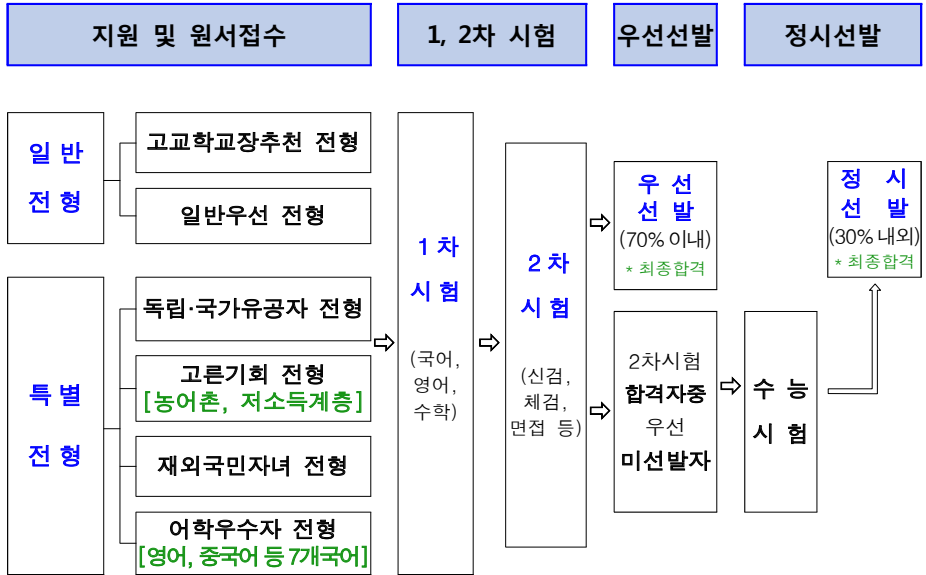 지원 및 원서접수
1, 2차 시험
우선선발
정시선발
일 반
전 형
고교학교장추천 전형
일반우선 전형
특 별
전 형
독립·국가유공자 전형
고른기회 전형
[농어촌, 저소득계층]
재외국민자녀 전형
어학우수자 전형
[영어, 중국어 등 7개국어]
1 차
시 험
(국어,
영어,
수학)
2 차
시 험
(신검,
체검,
면접 등)
우 선
선 발
(70% 이내)
* 최종합격
2차시험
합격자중
우선
미선발자
수 능
시 험
정 시
선 발
(30% 내외)
* 최종합격